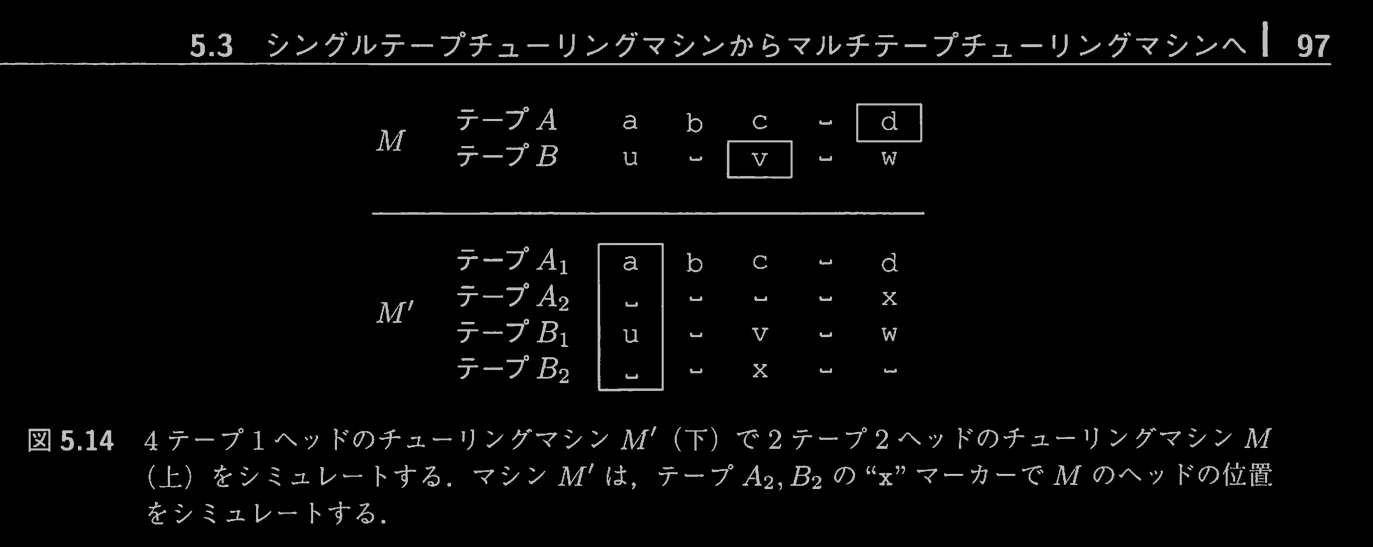 5.3 シングルテープチューリングマシンからマルチテープチューリングマシンへ 97
M
テープ A a b c ␣ d
テープ B u ␣ v ␣ w
M′
テープ A₁ a b c ␣ d
テープ A₂ ␣ ␣ ␣ ␣ x
テープ B₁ u ␣ v ␣ w
テープ B₂ ␣ ␣ x ␣ ␣
図 5.14 4 テープ 1 ヘッドのチューリングマシン M′（下）で 2 テープ 2 ヘッドのチューリングマシン M
（上）をシミュレートする．マシン M′ は，テープ A₂, B₂ の “x” マーカーで M のヘッドの位置
をシミュレートする．